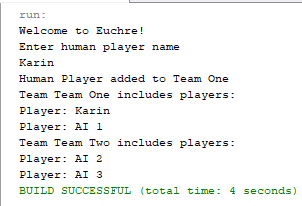 run:
Welcome to Euchre!
Enter human player name
Karin
Human Player added to Team One
Team Team One includes players:
Player: Karin
Player: AI 1
Team Team Two includes players:
Player: AI 2
Player: AI 3
BUILD SUCCESSFUL (total time: 4 seconds)